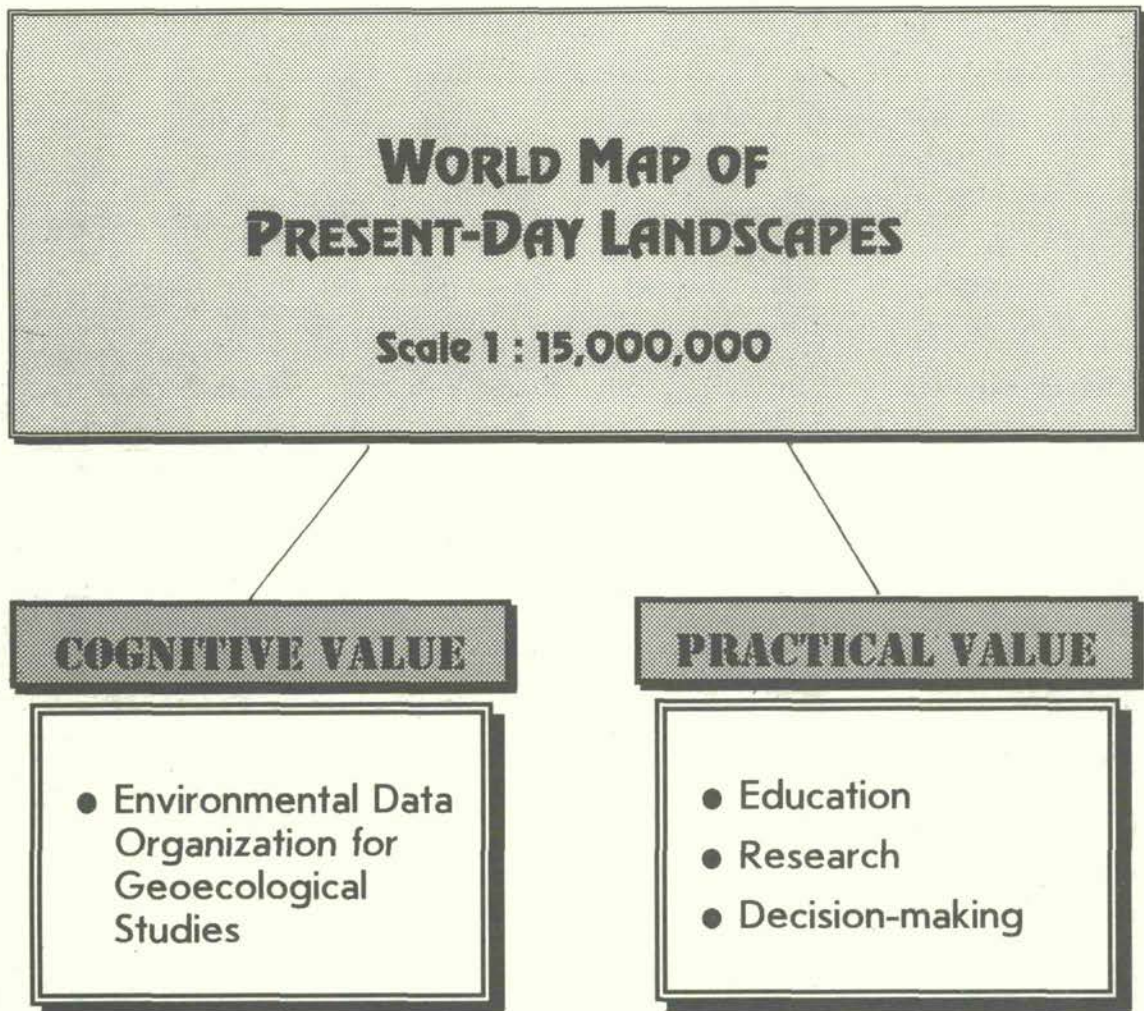 WORLD MAP OF
PRESENT-DAY LANDSCAPES
Scale 1 : 15,000,000
COGNITIVE VALUE
● Environmental Data
Organization for
Geoecological
Studies
PRACTICAL VALUE
● Education
● Research
● Decision-making